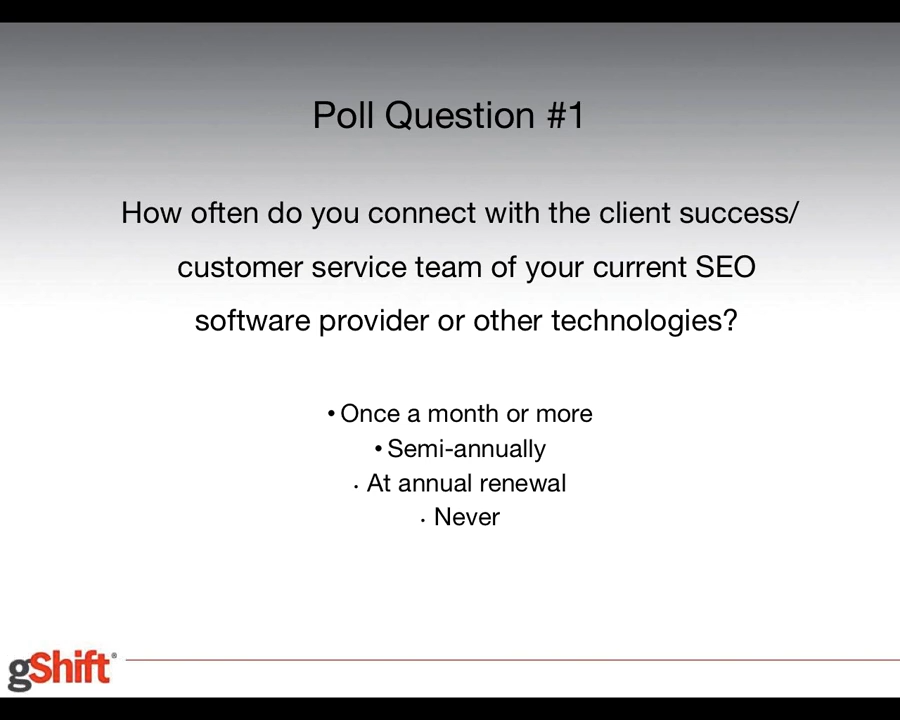 Poll Question #1
How often do you connect with the client success/
customer service team of your current SEO
software provider or other technologies?
• Once a month or more
• Semi-annually
• At annual renewal
• Never
gShift®